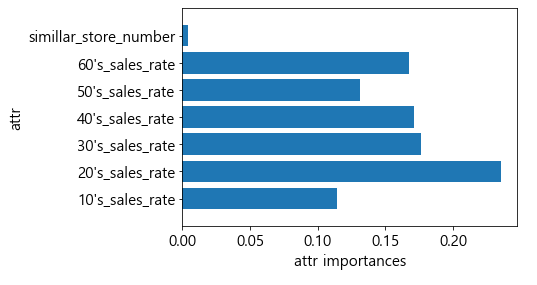 simillar_store_number
60's_sales_rate
50's_sales_rate
40's_sales_rate
30's_sales_rate
20's_sales_rate
10's_sales_rate
attr
0.00 0.05 0.10 0.15 0.20
attr importances